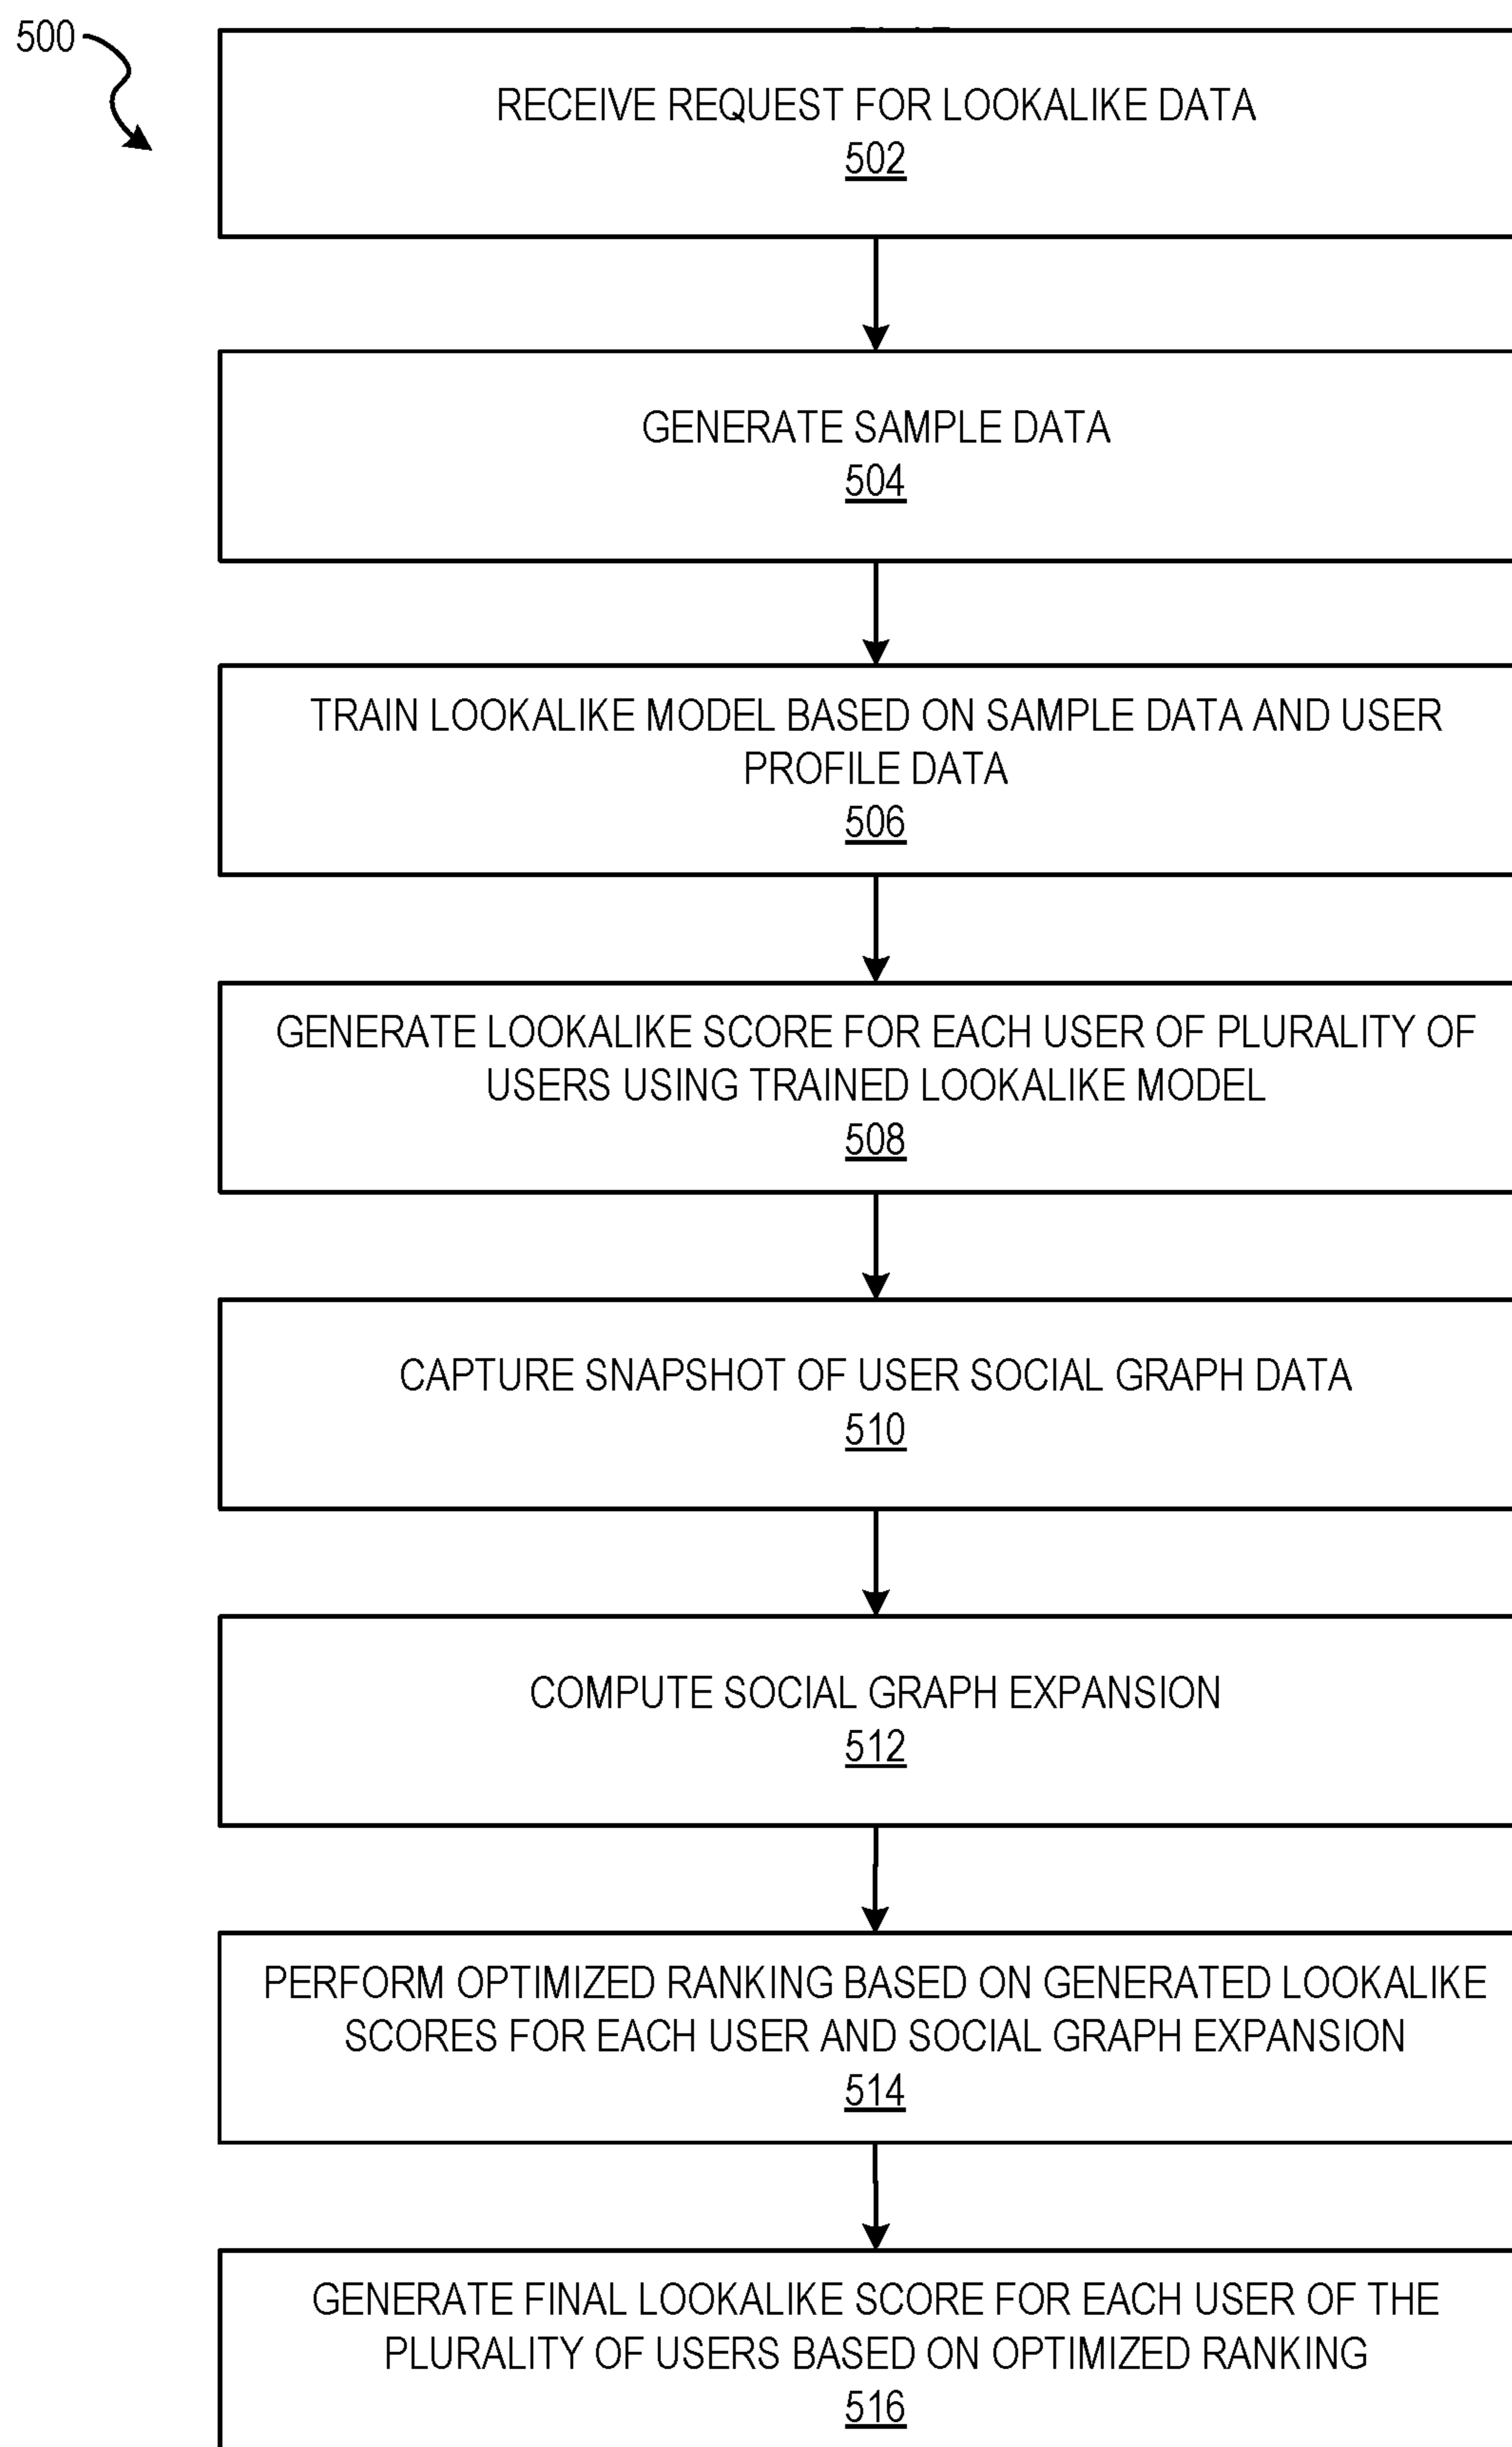 500
RECEIVE REQUEST FOR LOOKALIKE DATA
502
GENERATE SAMPLE DATA
504
TRAIN LOOKALIKE MODEL BASED ON SAMPLE DATA AND USER
PROFILE DATA
506
GENERATE LOOKALIKE SCORE FOR EACH USER OF PLURALITY OF
USERS USING TRAINED LOOKALIKE MODEL
508
CAPTURE SNAPSHOT OF USER SOCIAL GRAPH DATA
510
COMPUTE SOCIAL GRAPH EXPANSION
512
PERFORM OPTIMIZED RANKING BASED ON GENERATED LOOKALIKE
SCORES FOR EACH USER AND SOCIAL GRAPH EXPANSION
514
GENERATE FINAL LOOKALIKE SCORE FOR EACH USER OF THE
PLURALITY OF USERS BASED ON OPTIMIZED RANKING
516